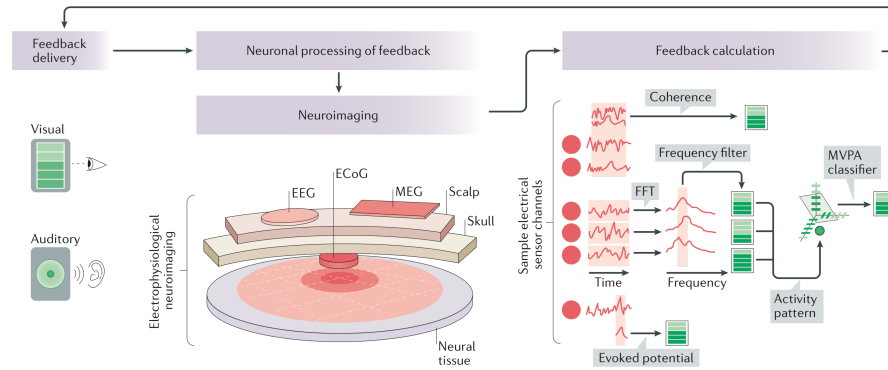 Feedback
delivery
Neuronal processing of feedback
Feedback calculation
Neuroimaging
Visual
Auditory
Electrophysiological
neuroimaging
EEG
ECoG
MEG
Scalp
Skull
Neural
tissue
Sample electrical
sensor channels
Coherence
Frequency filter
FFT
MVPA
classifier
Time
Frequency
Activity
pattern
Evoked potential